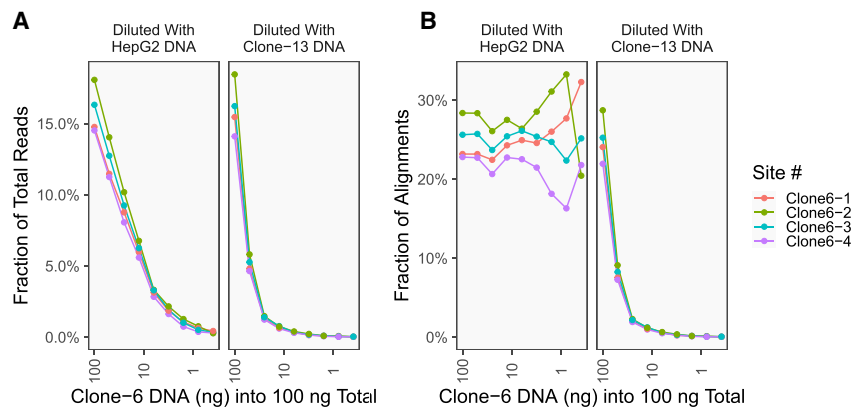 A
B
Diluted With
HepG2 DNA
Diluted With
Clone−13 DNA
Diluted With
HepG2 DNA
Diluted With
Clone−13 DNA
Fraction of Total Reads
15.0%
10.0%
5.0%
0.0%
100
10
1
100
10
1
Clone-6 DNA (ng) into 100 ng Total
Fraction of Alignments
30%
20%
10%
0%
100
10
1
100
10
1
Clone-6 DNA (ng) into 100 ng Total
Site #
Clone6−1
Clone6−2
Clone6−3
Clone6−4